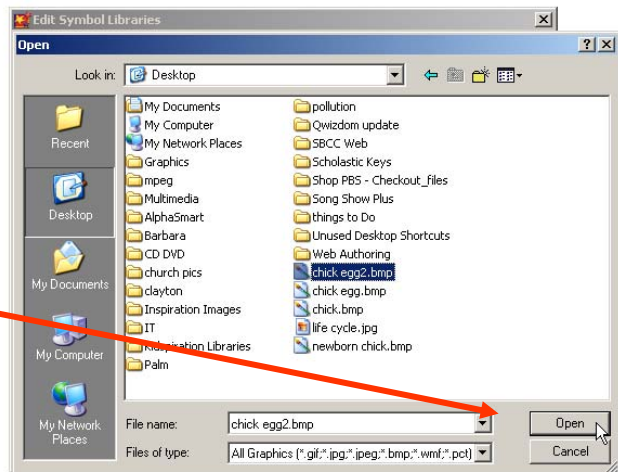 Edit Symbol Libraries
Open
Look in: Desktop
Recent
Desktop
My Documents
My Computer
My Network Places
My Documents
My Computer
My Network Places
Graphics
mpeg
Multimedia
AlphaSmart
Barbara
CD DVD
church pics
clayton
Inspiration Images
IT
Kidspiration Libraries
Palm
pollution
Qwizdom update
SBCC Web
Scholastic Keys
Shop PBS - Checkout_files
Song Show Plus
things to Do
Unused Desktop Shortcuts
Web Authoring
chick egg2.bmp
chick egg.bmp
chick.bmp
life cycle.jpg
newborn chick.bmp
File name: chick egg2.bmp Open
Files of type: All Graphics (*.gif;*.jpg;*.jpeg;*.bmp;*.wmf;*.pct) Cancel